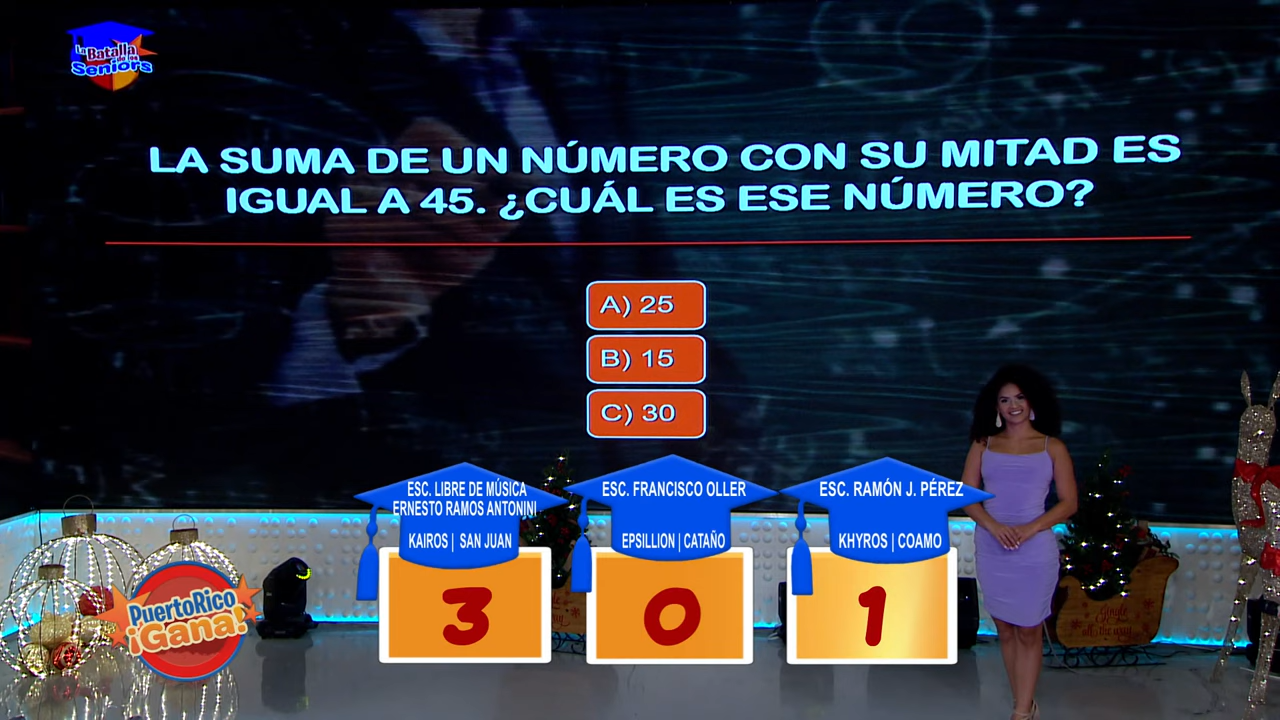 La Batalla
de los
Seniors
LA SUMA DE UN NÚMERO CON SU MITAD ES
IGUAL A 45. ¿CUÁL ES ESE NÚMERO?
A) 25
B) 15
C) 30
ESC. LIBRE DE MÚSICA
ERNESTO RAMOS ANTONINI
KAIROS | SAN JUAN
3
ESC. FRANCISCO OLLER
EPSILLION | CATAÑO
0
ESC. RAMÓN J. PÉREZ
KHYROS | COAMO
1
PuertoRico
¡Gana!